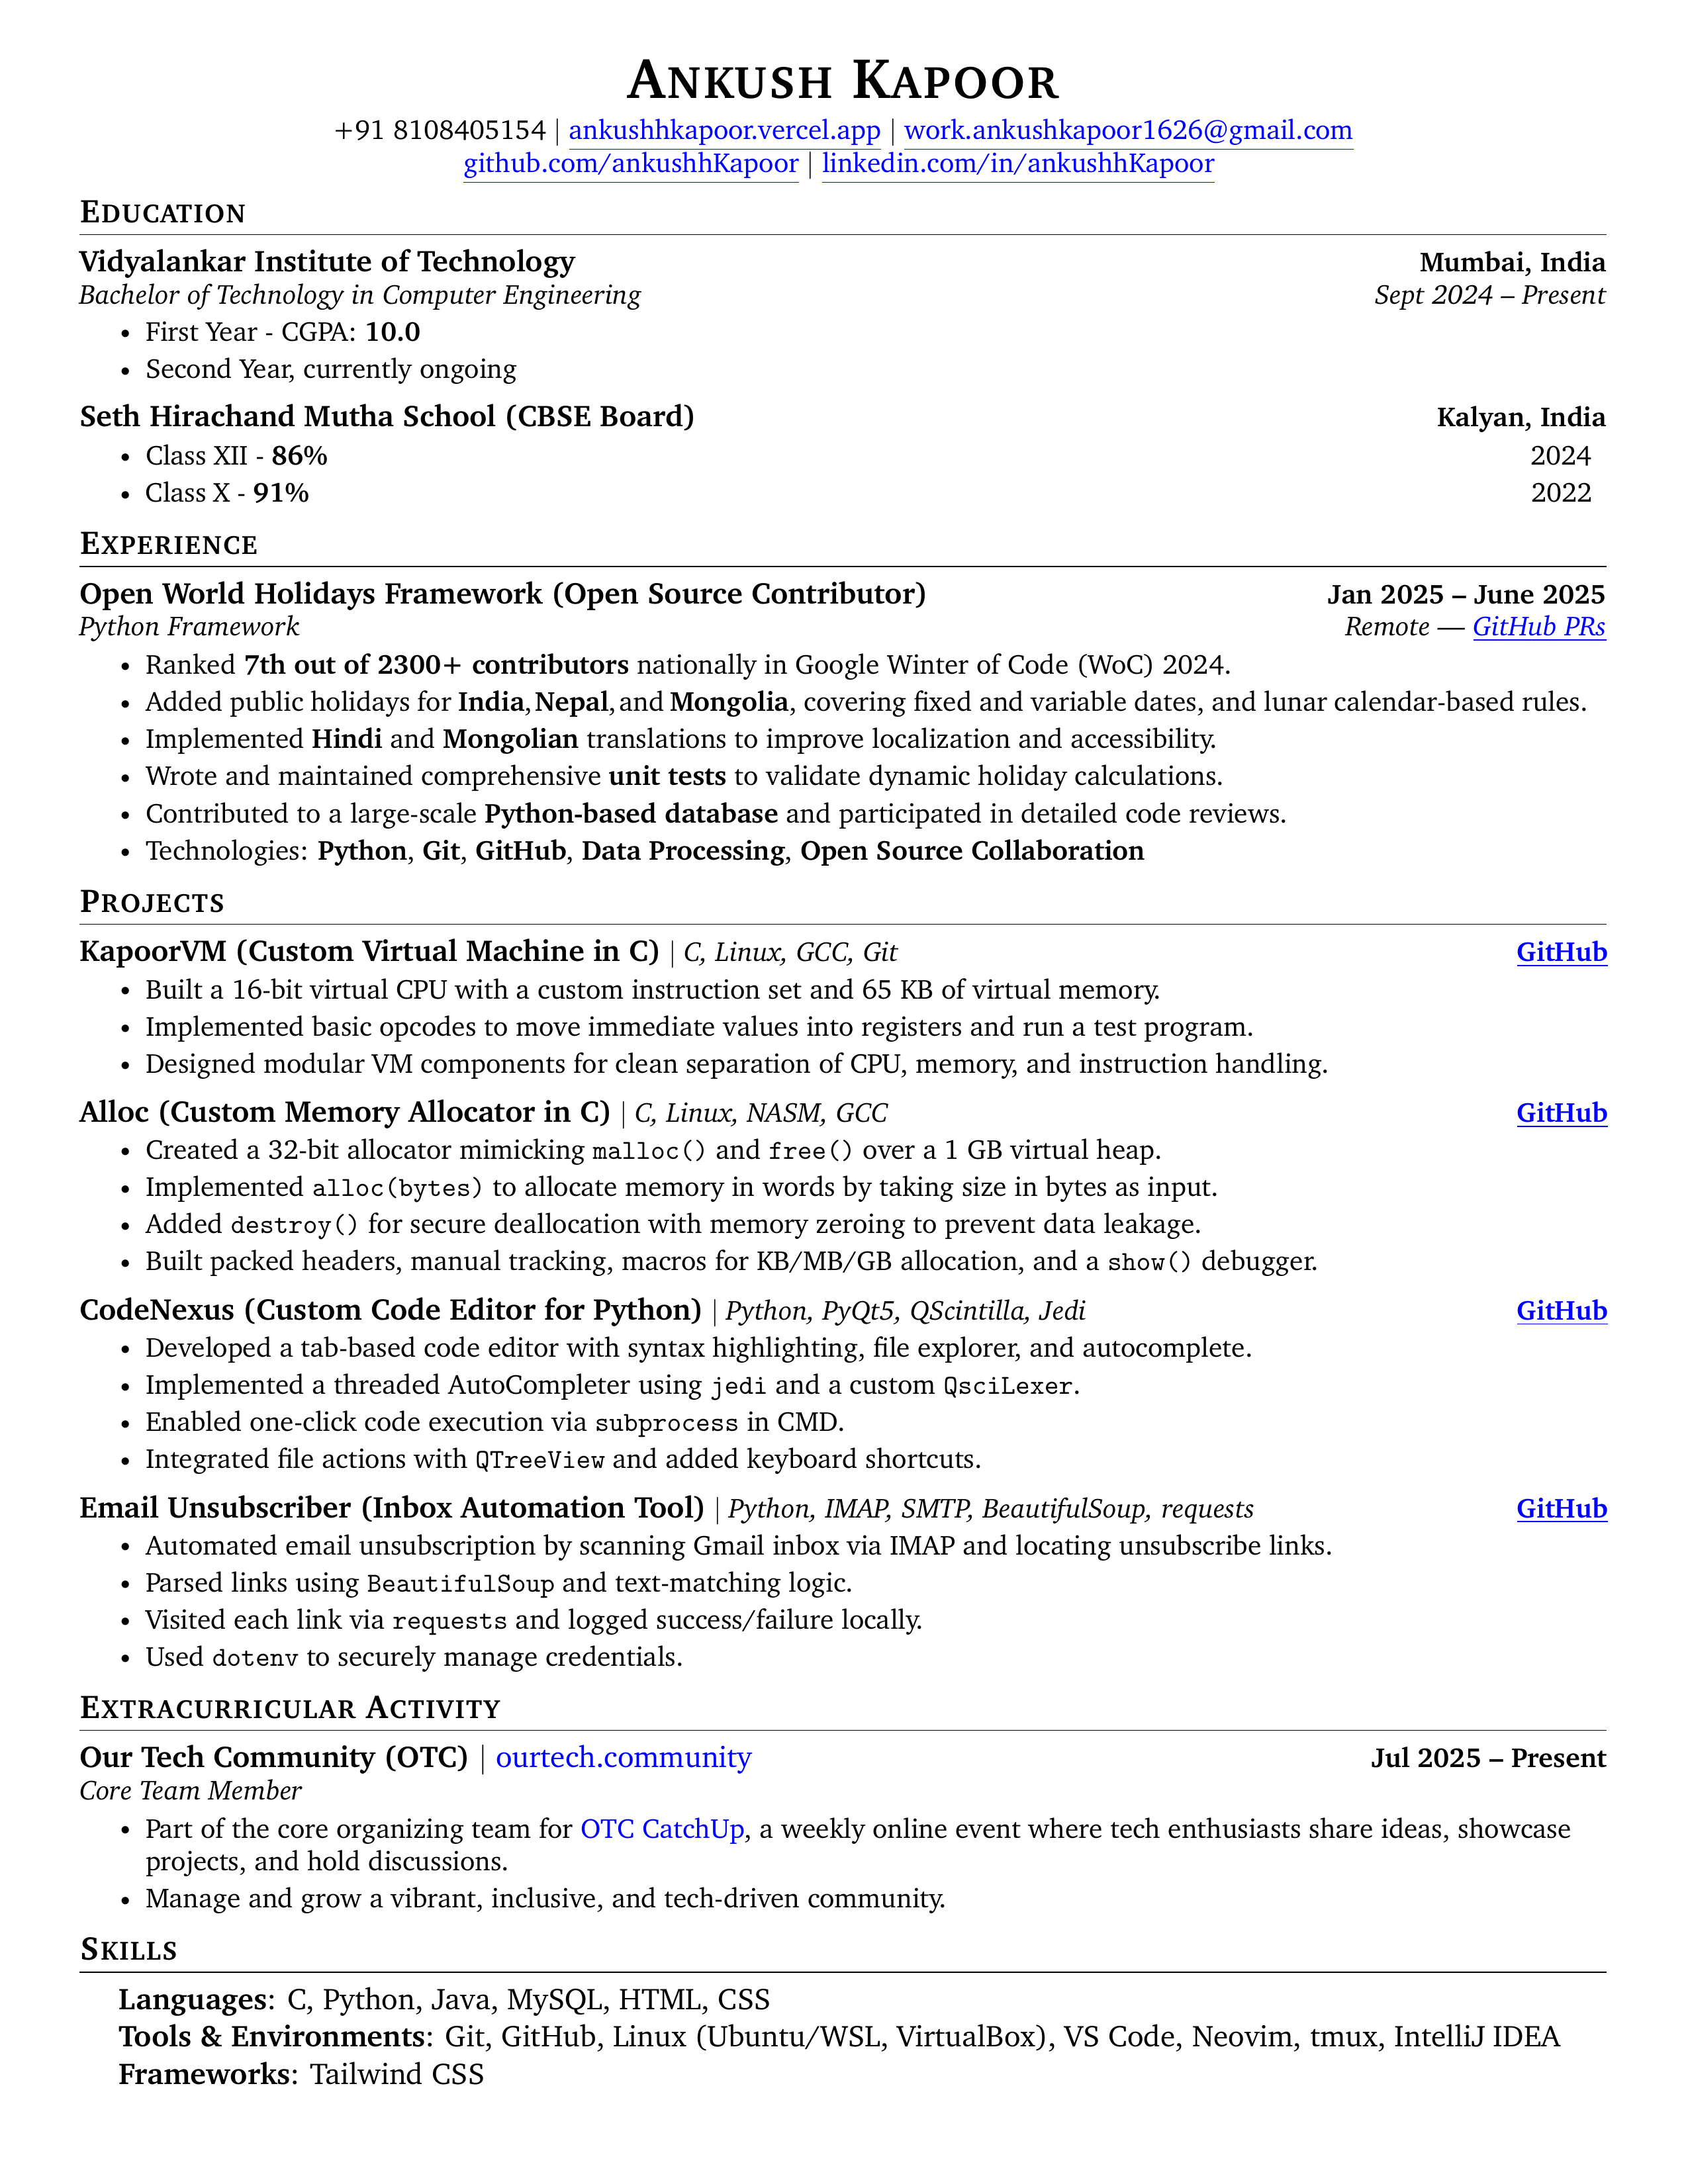 Ankush Kapoor
+91 8108405154 | ankushhkapoor.vercel.app | work.ankushkapoor1626@gmail.com
github.com/ankushhKapoor | linkedin.com/in/ankushhKapoor
Education
Vidyalankar Institute of Technology Mumbai, India
Bachelor of Technology in Computer Engineering Sept 2024 – Present
• First Year - CGPA: 10.0
• Second Year, currently ongoing
Seth Hirachand Mutha School (CBSE Board) Kalyan, India
• Class XII - 86% 2024
• Class X - 91% 2022
Experience
Open World Holidays Framework (Open Source Contributor) Jan 2025 – June 2025
Python Framework Remote — GitHub PRs
• Ranked 7th out of 2300+ contributors nationally in Google Winter of Code (WoC) 2024.
• Added public holidays for India, Nepal, and Mongolia, covering fixed and variable dates, and lunar calendar-based rules.
• Implemented Hindi and Mongolian translations to improve localization and accessibility.
• Wrote and maintained comprehensive unit tests to validate dynamic holiday calculations.
• Contributed to a large-scale Python-based database and participated in detailed code reviews.
• Technologies: Python, Git, GitHub, Data Processing, Open Source Collaboration
Projects
KapoorVM (Custom Virtual Machine in C) | C, Linux, GCC, Git GitHub
• Built a 16-bit virtual CPU with a custom instruction set and 65 KB of virtual memory.
• Implemented basic opcodes to move immediate values into registers and run a test program.
• Designed modular VM components for clean separation of CPU, memory, and instruction handling.
Alloc (Custom Memory Allocator in C) | C, Linux, NASM, GCC GitHub
• Created a 32-bit allocator mimicking malloc() and free() over a 1 GB virtual heap.
• Implemented alloc(bytes) to allocate memory in words by taking size in bytes as input.
• Added destroy() for secure deallocation with memory zeroing to prevent data leakage.
• Built packed headers, manual tracking, macros for KB/MB/GB allocation, and a show() debugger.
CodeNexus (Custom Code Editor for Python) | Python, PyQt5, QScintilla, Jedi GitHub
• Developed a tab-based code editor with syntax highlighting, file explorer, and autocomplete.
• Implemented a threaded AutoCompleter using jedi and a custom QsciLexer.
• Enabled one-click code execution via subprocess in CMD.
• Integrated file actions with QTreeView and added keyboard shortcuts.
Email Unsubscriber (Inbox Automation Tool) | Python, IMAP, SMTP, BeautifulSoup, requests GitHub
• Automated email unsubscription by scanning Gmail inbox via IMAP and locating unsubscribe links.
• Parsed links using BeautifulSoup and text-matching logic.
• Visited each link via requests and logged success/failure locally.
• Used dotenv to securely manage credentials.
Extracurricular Activity
Our Tech Community (OTC) | ourtech.community Jul 2025 – Present
Core Team Member
• Part of the core organizing team for OTC CatchUp, a weekly online event where tech enthusiasts share ideas, showcase
projects, and hold discussions.
• Manage and grow a vibrant, inclusive, and tech-driven community.
Skills
Languages: C, Python, Java, MySQL, HTML, CSS
Tools & Environments: Git, GitHub, Linux (Ubuntu/WSL, VirtualBox), VS Code, Neovim, tmux, IntelliJ IDEA
Frameworks: Tailwind CSS